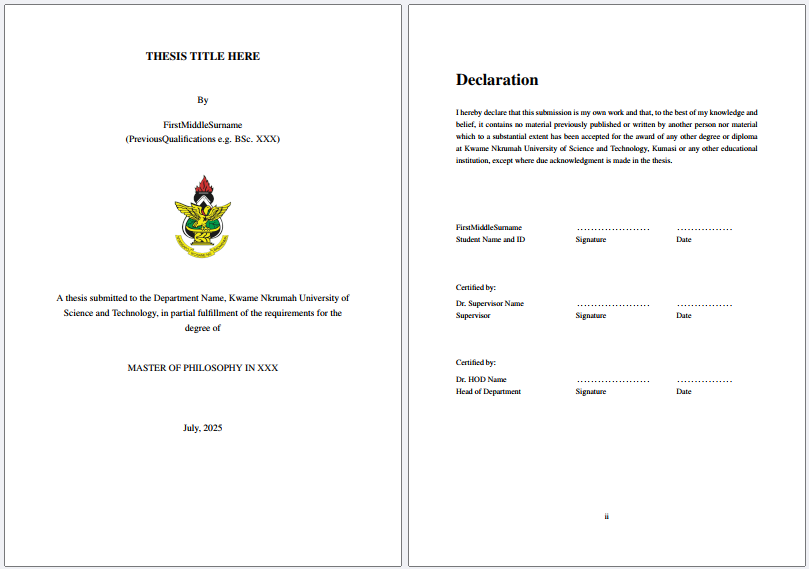 THESIS TITLE HERE
By
FirstMiddleSurname
(PreviousQualifications e.g. BSc. XXX)
A thesis submitted to the Department Name, Kwame Nkrumah University of
Science and Technology, in partial fulfillment of the requirements for the
degree of
MASTER OF PHILOSOPHY IN XXX
July, 2025
Declaration
I hereby declare that this submission is my own work and that, to the best of my knowledge and
belief, it contains no material previously published or written by another person nor material
which to a substantial extent has been accepted for the award of any other degree or diploma
at Kwame Nkrumah University of Science and Technology, Kumasi or any other educational
institution, except where due acknowledgment is made in the thesis.
FirstMiddleSurname ..................... ................
Student Name and ID Signature Date
Certified by:
Dr. Supervisor Name ..................... ................
Supervisor Signature Date
Certified by:
Dr. HOD Name ..................... ................
Head of Department Signature Date
ii